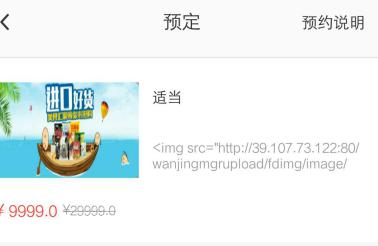 预定
预约说明
进口好货
适当
<img src="http://39.107.73.122:80/
wanjingmgrupload/fdimg/image/
¥ 9999.0 ¥29999.0